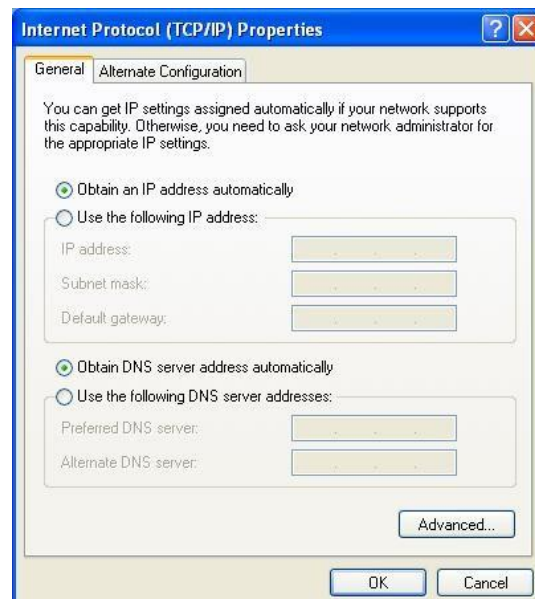 Internet Protocol (TCP/IP) Properties
General
Alternate Configuration
You can get IP settings assigned automatically if your network supports
this capability. Otherwise, you need to ask your network administrator for
the appropriate IP settings.
Obtain an IP address automatically
Use the following IP address:
IP address:
Subnet mask:
Default gateway:
Obtain DNS server address automatically
Use the following DNS server addresses:
Preferred DNS server:
Alternate DNS server:
Advanced...
OK
Cancel